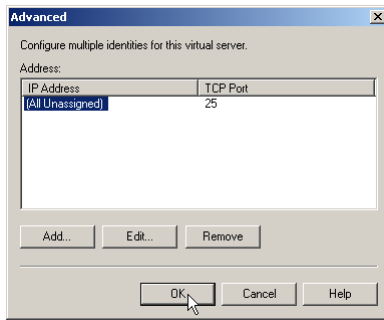 Advanced
Configure multiple identities for this virtual server.
Address:
IP Address TCP Port
(All Unassigned) 25
Add... Edit... Remove
OK Cancel Help